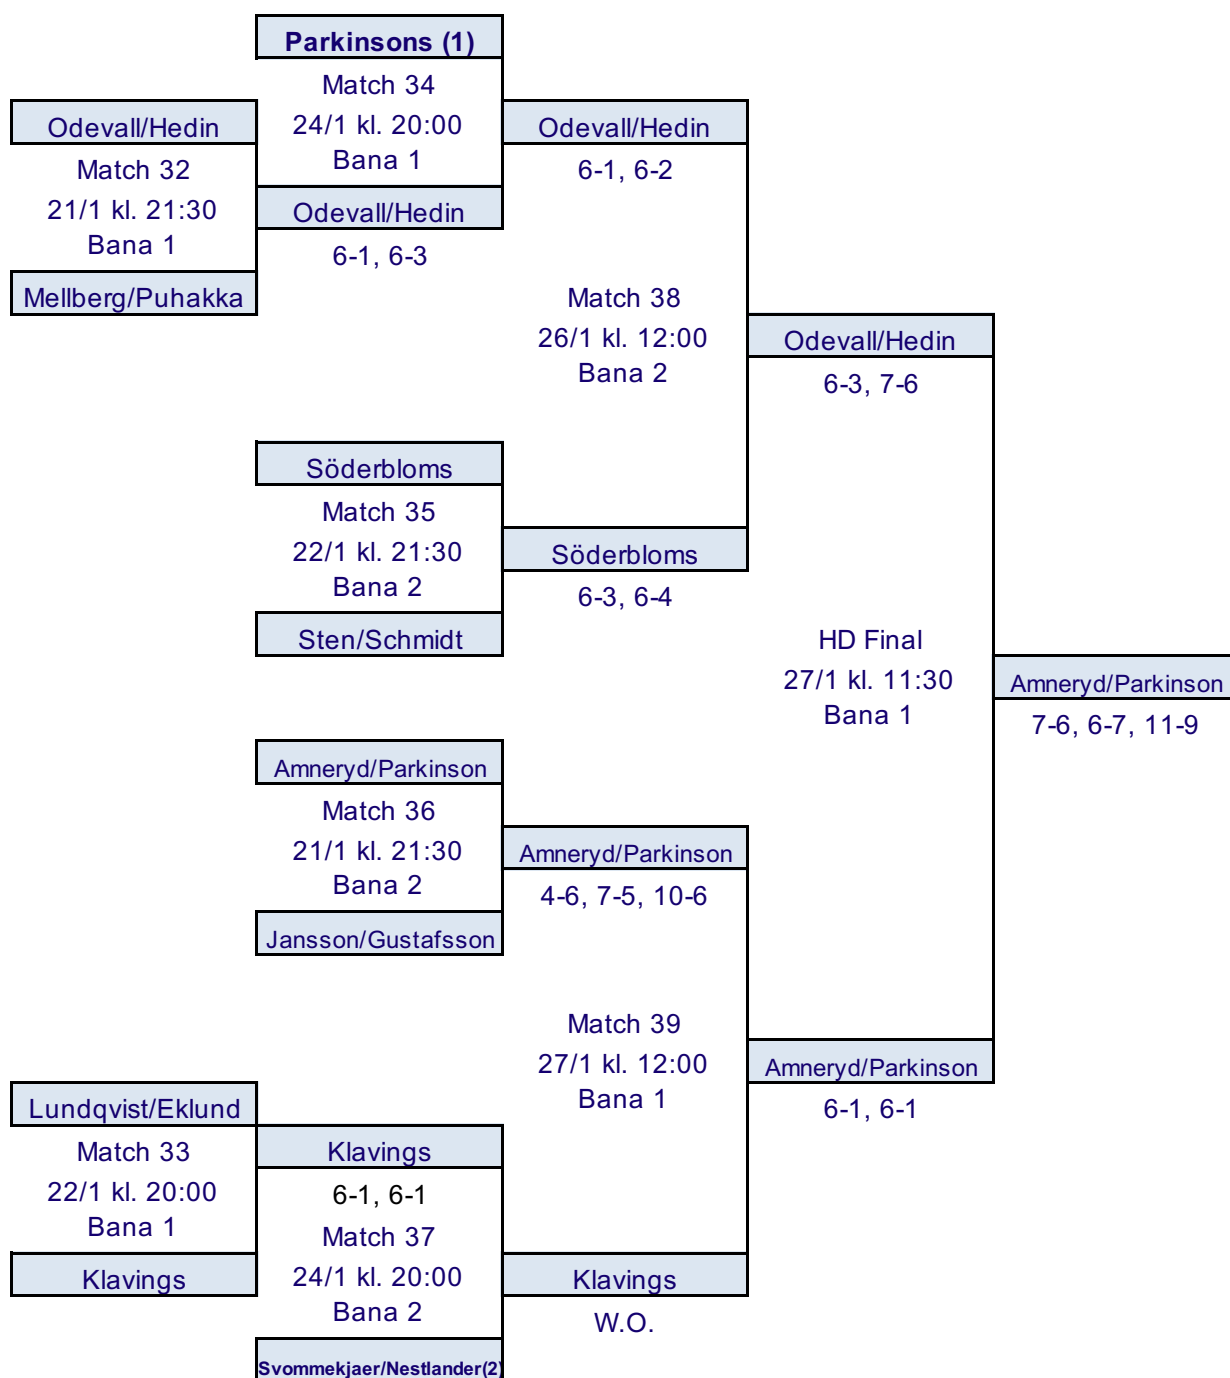 Parkinsons (1)
Match 34
24/1 kl. 20:00
Bana 1
Odevall/Hedin
Match 32
21/1 kl. 21:30
Bana 1
Mellberg/Puhakka
Odevall/Hedin
6-1, 6-3
Odevall/Hedin
6-1, 6-2
Match 38
26/1 kl. 12:00
Bana 2
Odevall/Hedin
6-3, 7-6
Söderbloms
Match 35
22/1 kl. 21:30
Bana 2
Sten/Schmidt
Söderbloms
6-3, 6-4
HD Final
27/1 kl. 11:30
Bana 1
Amneryd/Parkinson
7-6, 6-7, 11-9
Amneryd/Parkinson
Match 36
21/1 kl. 21:30
Bana 2
Jansson/Gustafsson
Amneryd/Parkinson
4-6, 7-5, 10-6
Match 39
27/1 kl. 12:00
Bana 1
Amneryd/Parkinson
6-1, 6-1
Lundqvist/Eklund
Match 33
22/1 kl. 20:00
Bana 1
Klavings
Klavings
6-1, 6-1
Match 37
24/1 kl. 20:00
Bana 2
Svommekjaer/Nestlander(2)
Klavings
W.O.